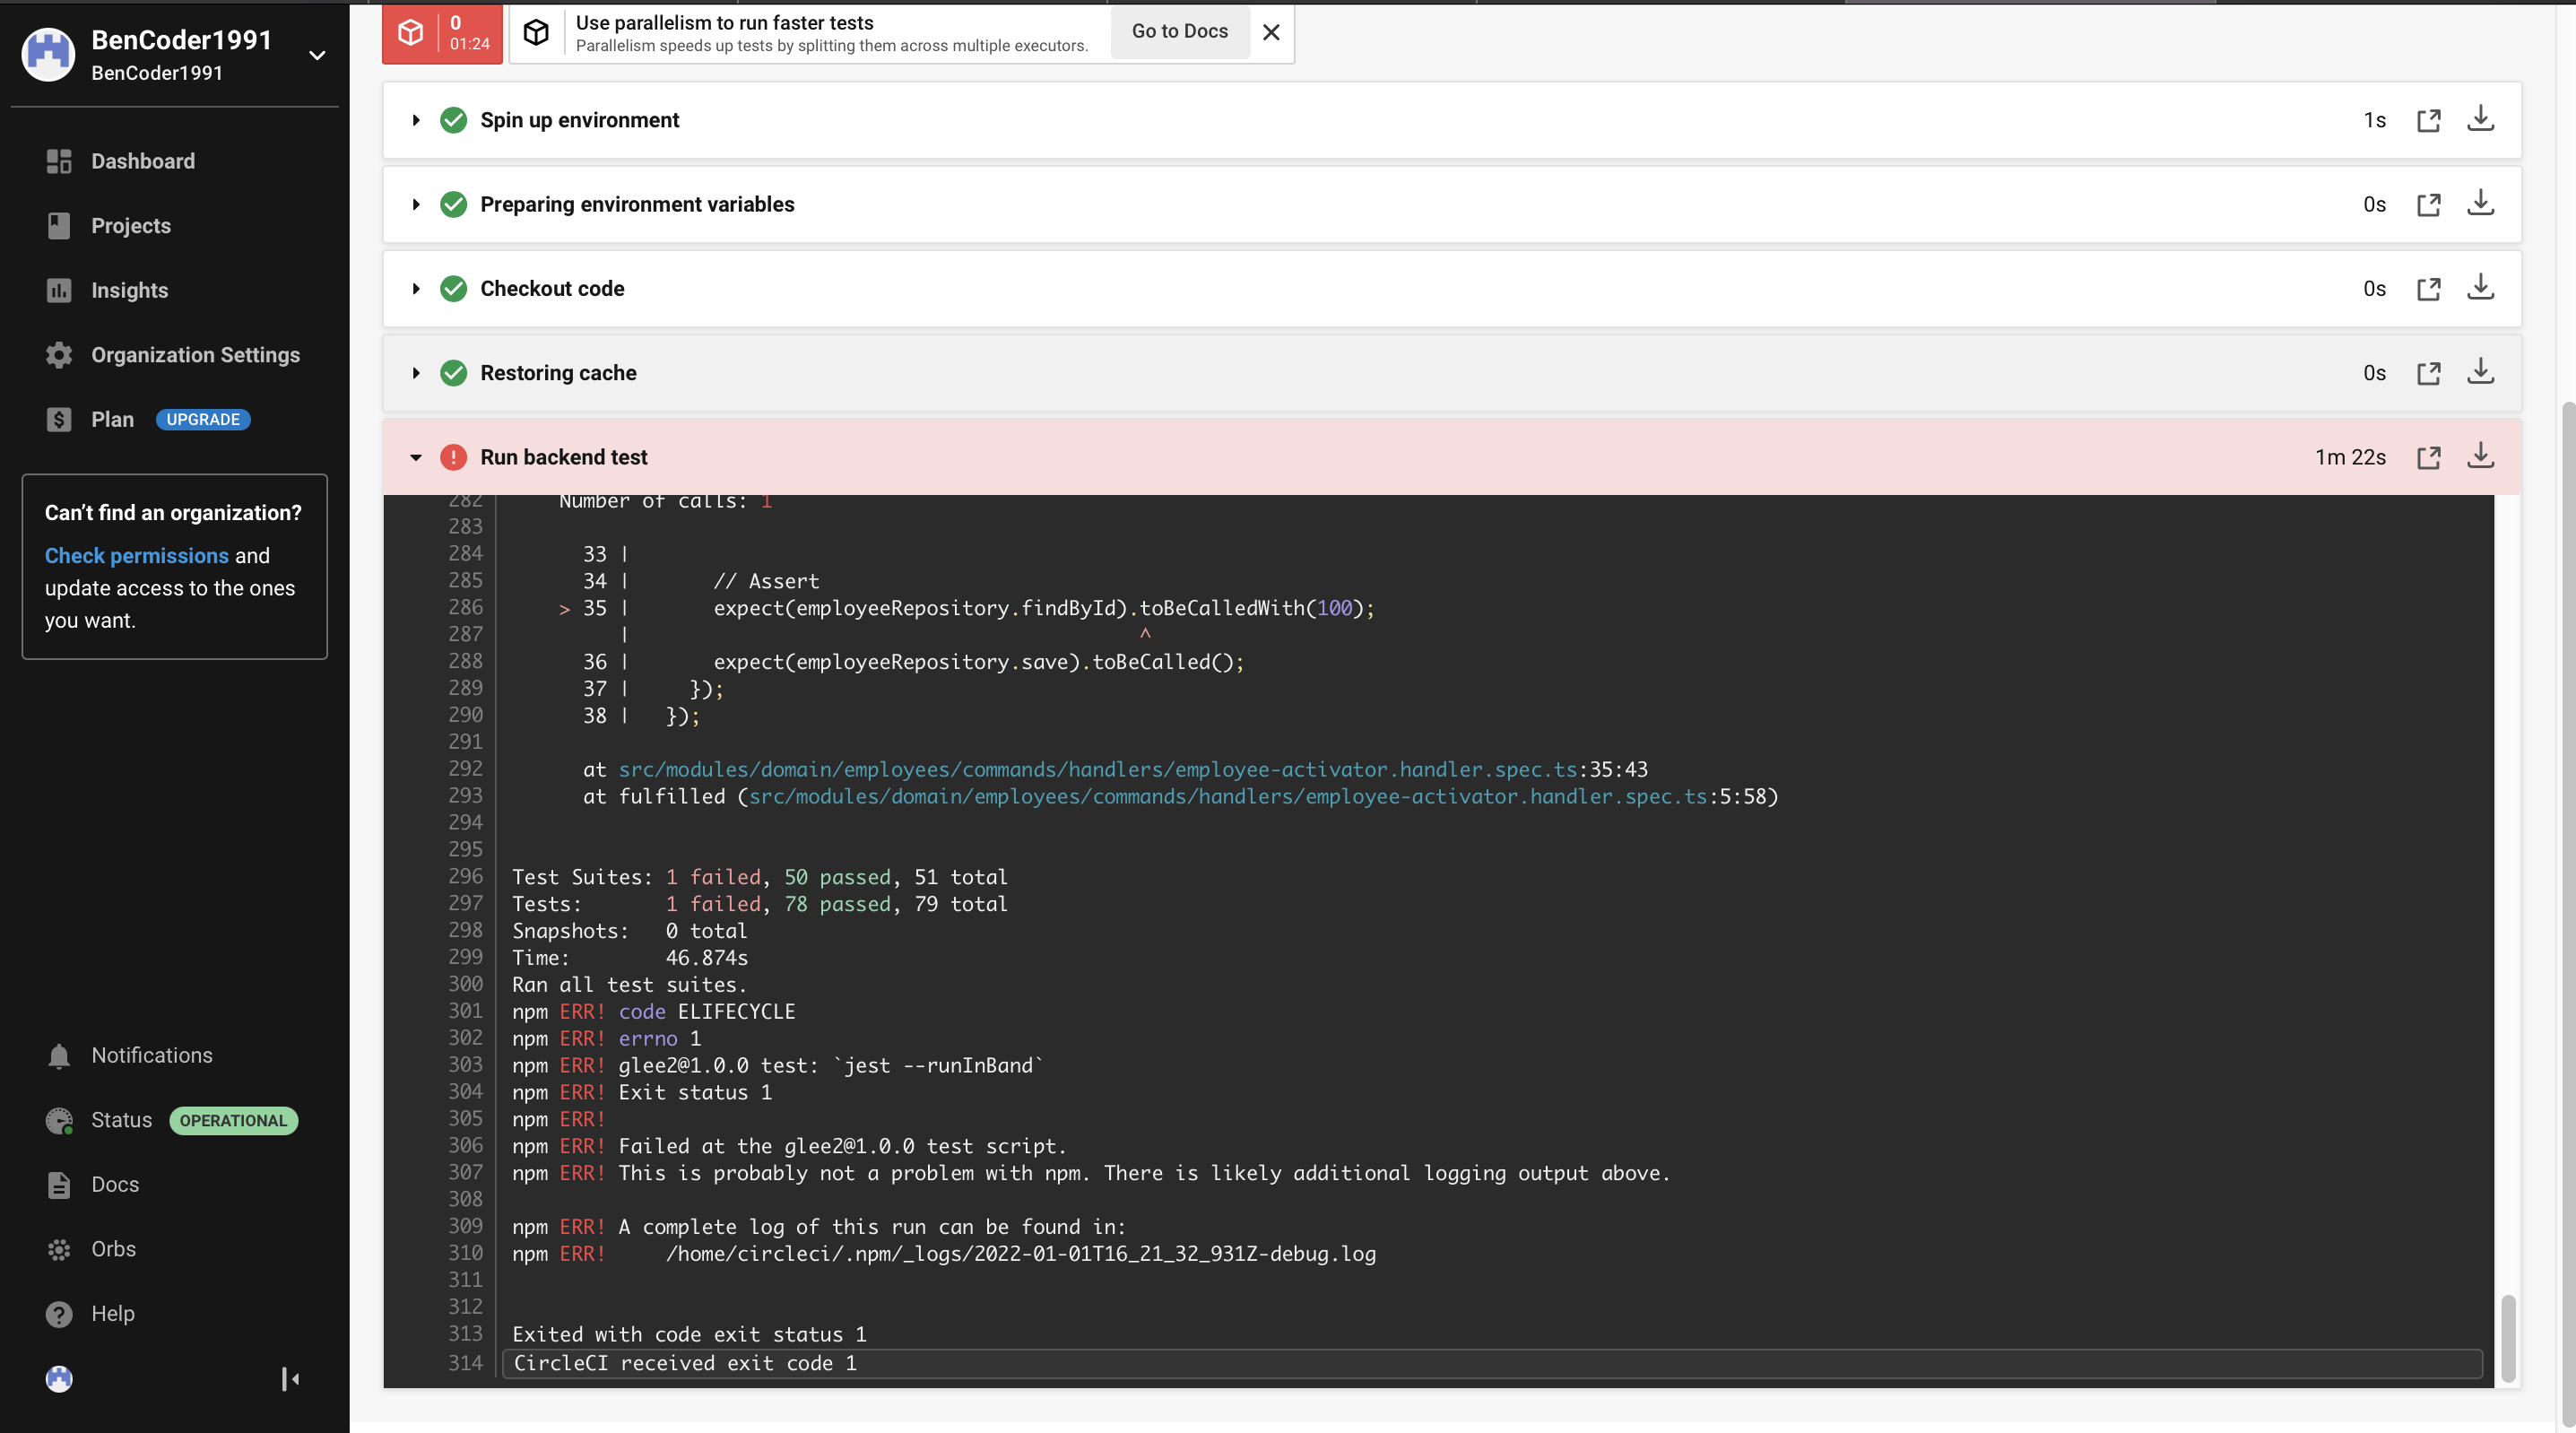 BenCoder1991
BenCoder1991
Dashboard
Projects
Insights
Organization Settings
Plan UPGRADE
Can't find an organization?
Check permissions and
update access to the ones
you want.
Notifications
Status OPERATIONAL
Docs
Orbs
Help
0
01:24
Use parallelism to run faster tests
Parallelism speeds up tests by splitting them across multiple executors.
Go to Docs
Spin up environment 1s
Preparing environment variables 0s
Checkout code 0s
Restoring cache 0s
Run backend test 1m 22s
282 Number of calls: 1
283
284 33 |
285 34 | // Assert
286 > 35 | expect(employeeRepository.findById).toBeCalledWith(100);
287 | ^
288 36 | expect(employeeRepository.save).toBeCalled();
289 37 | });
290 38 | });
291
292 at src/modules/domain/employees/commands/handlers/employee-activator.handler.spec.ts:35:43
293 at fulfilled (src/modules/domain/employees/commands/handlers/employee-activator.handler.spec.ts:5:58)
294
295
296 Test Suites: 1 failed, 50 passed, 51 total
297 Tests: 1 failed, 78 passed, 79 total
298 Snapshots: 0 total
299 Time: 46.874s
300 Ran all test suites.
301 npm ERR! code ELIFECYCLE
302 npm ERR! errno 1
303 npm ERR! glee2@1.0.0 test: `jest --runInBand`
304 npm ERR! Exit status 1
305 npm ERR!
306 npm ERR! Failed at the glee2@1.0.0 test script.
307 npm ERR! This is probably not a problem with npm. There is likely additional logging output above.
308
309 npm ERR! A complete log of this run can be found in:
310 npm ERR! /home/circleci/.npm/_logs/2022-01-01T16_21_32_931Z-debug.log
311
312
313 Exited with code exit status 1
314 CircleCI received exit code 1